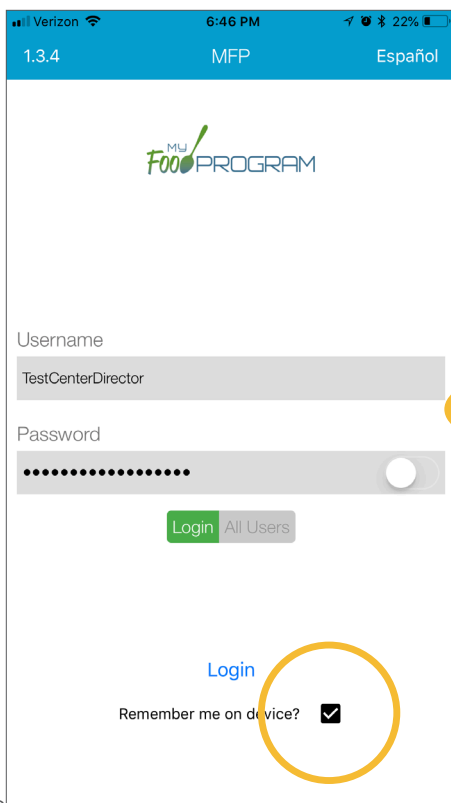 Verizon 6:46 PM 22%
1.3.4 MFP Español
MY
FOOD PROGRAM
Username
TestCenterDirector
Password
••••••••••••••••••
Login All Users
Login
Remember me on device?